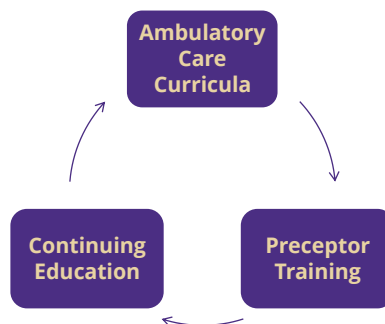 Ambulatory
Care
Curricula
Continuing
Education
Preceptor
Training